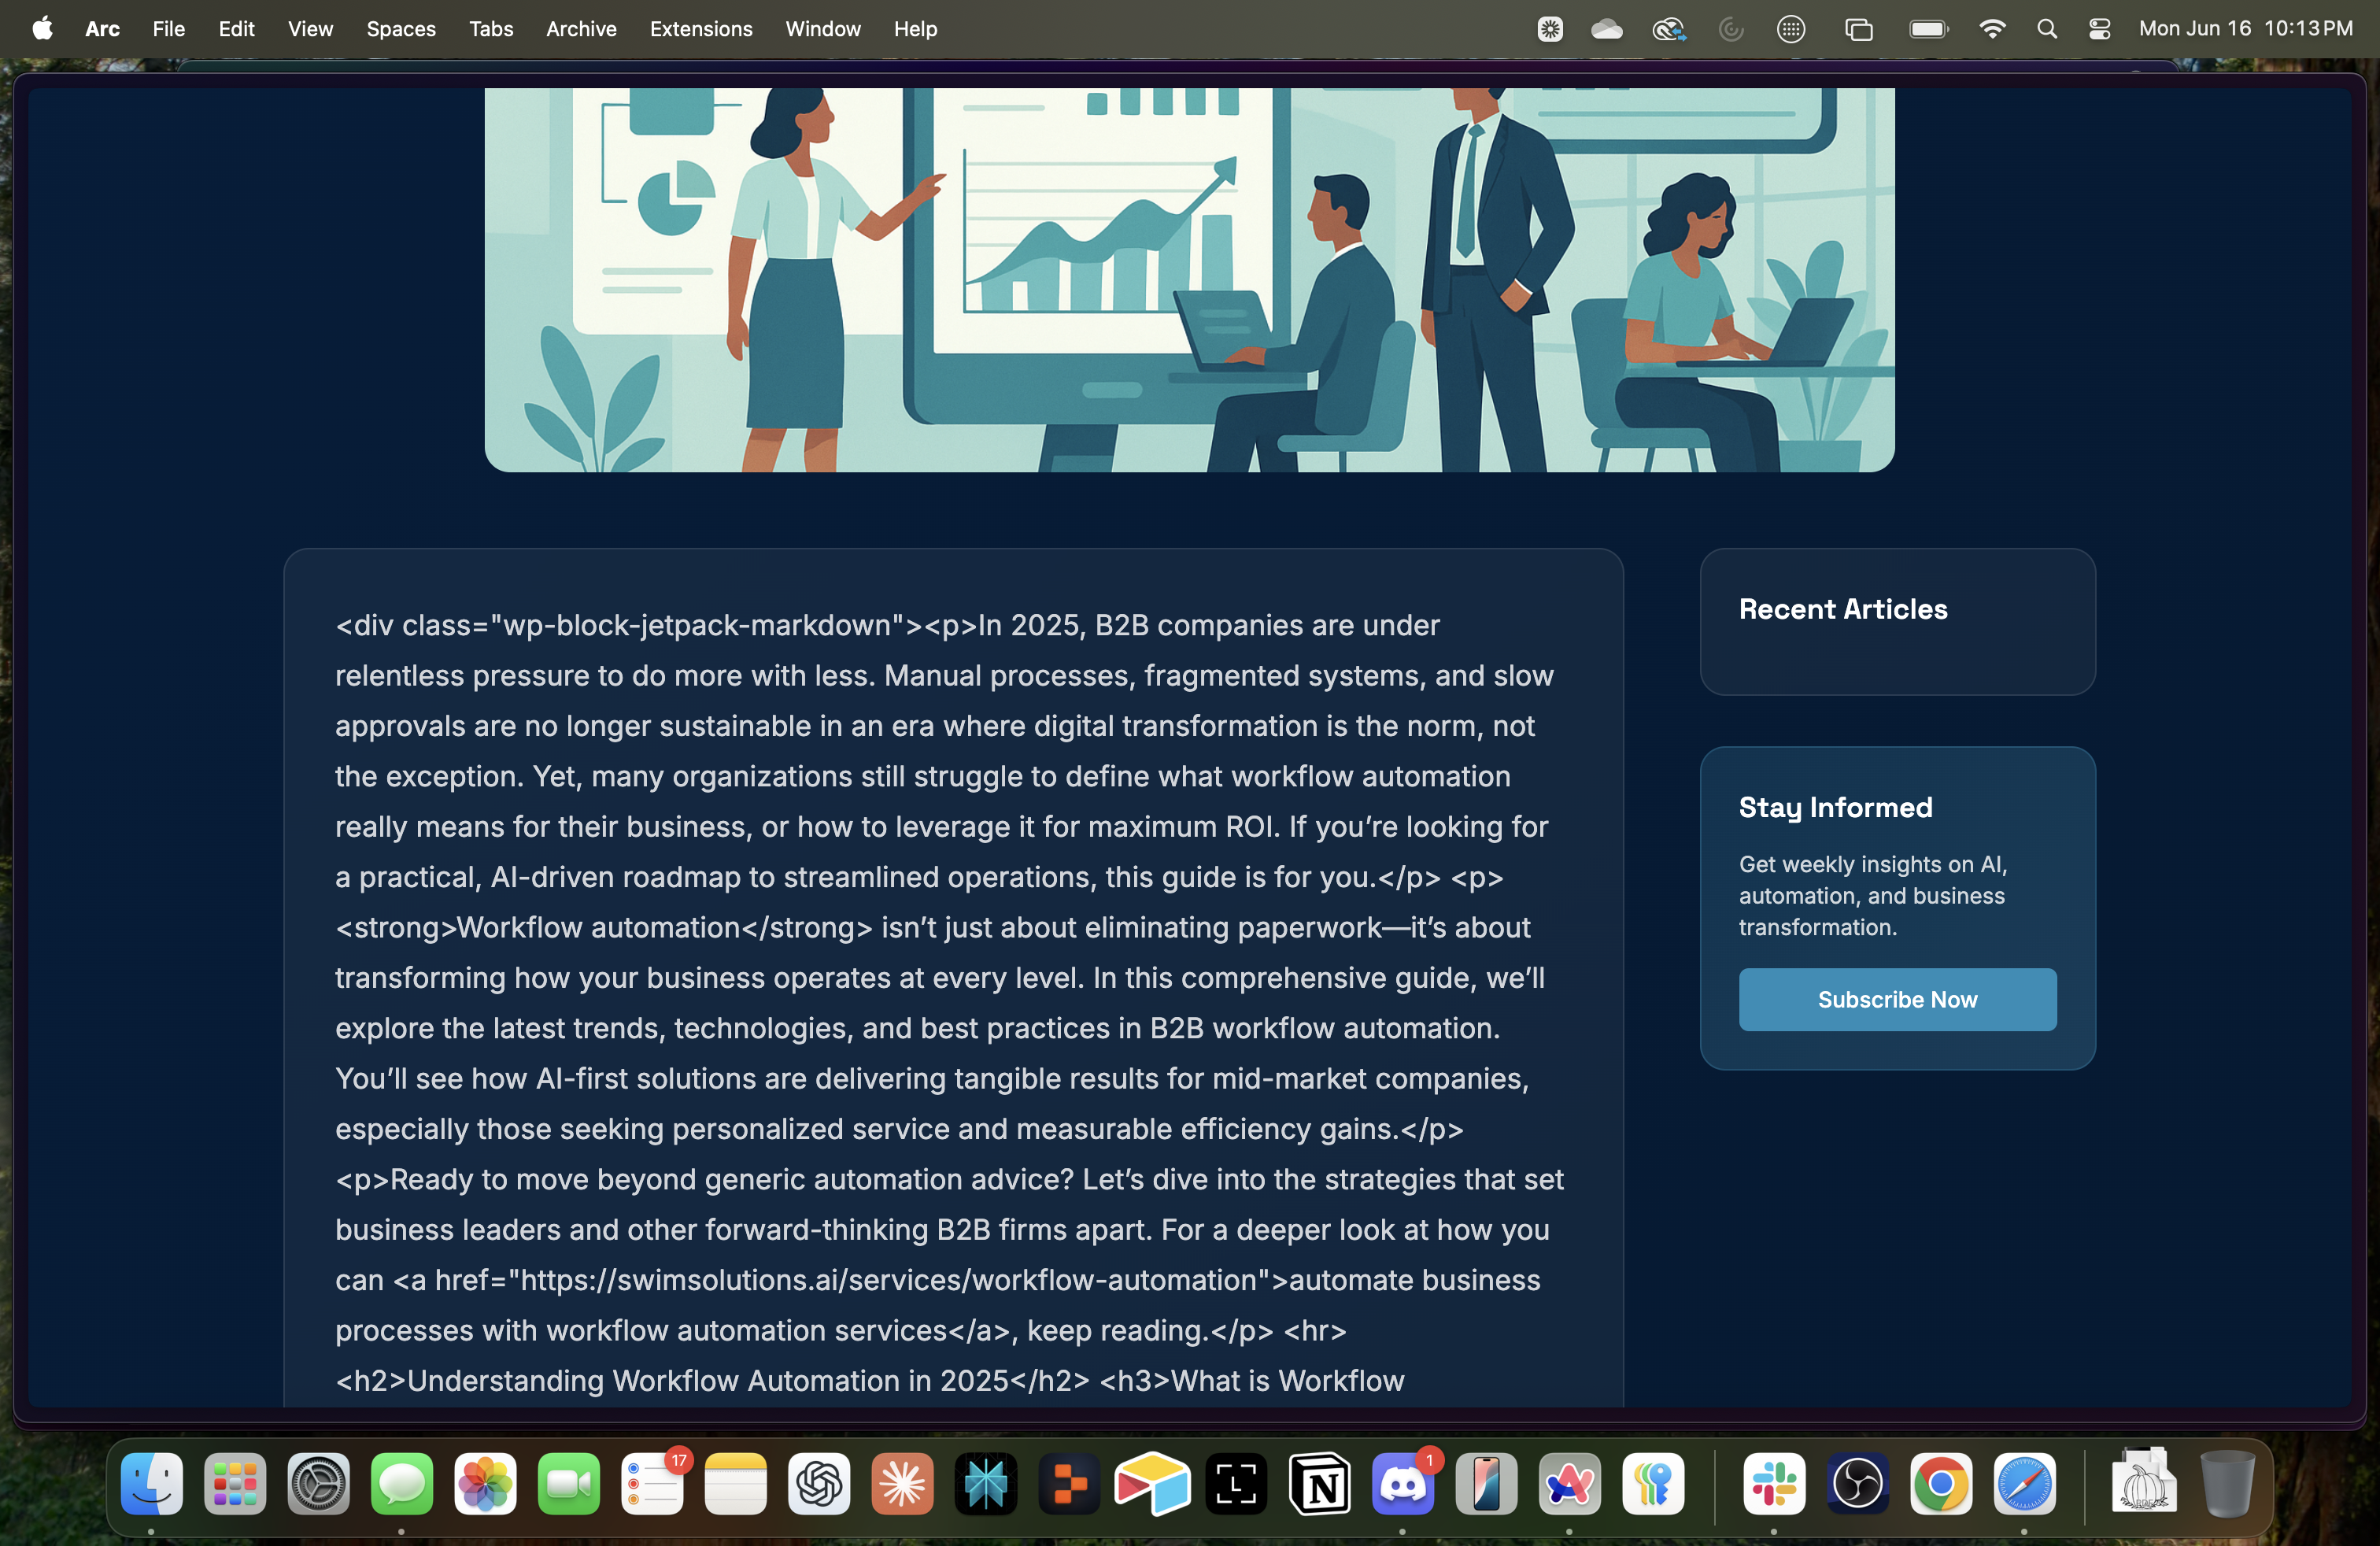 Arc File Edit View Spaces Tabs Archive Extensions Window Help Mon Jun 16 10:13 PM
<div class="wp-block-jetpack-markdown"><p>In 2025, B2B companies are under
relentless pressure to do more with less. Manual processes, fragmented systems, and slow
approvals are no longer sustainable in an era where digital transformation is the norm, not
the exception. Yet, many organizations still struggle to define what workflow automation
really means for their business, or how to leverage it for maximum ROI. If you’re looking for
a practical, AI-driven roadmap to streamlined operations, this guide is for you.</p> <p>
<strong>Workflow automation</strong> isn’t just about eliminating paperwork—it’s about
transforming how your business operates at every level. In this comprehensive guide, we’ll
explore the latest trends, technologies, and best practices in B2B workflow automation.
You’ll see how AI-first solutions are delivering tangible results for mid-market companies,
especially those seeking personalized service and measurable efficiency gains.</p>
<p>Ready to move beyond generic automation advice? Let’s dive into the strategies that set
business leaders and other forward-thinking B2B firms apart. For a deeper look at how you
can <a href="https://swimsolutions.ai/services/workflow-automation">automate business
processes with workflow automation services</a>, keep reading.</p> <hr>
<h2>Understanding Workflow Automation in 2025</h2> <h3>What is Workflow
Recent Articles
Stay Informed
Get weekly insights on AI,
automation, and business
transformation.
Subscribe Now
17
L
N
1